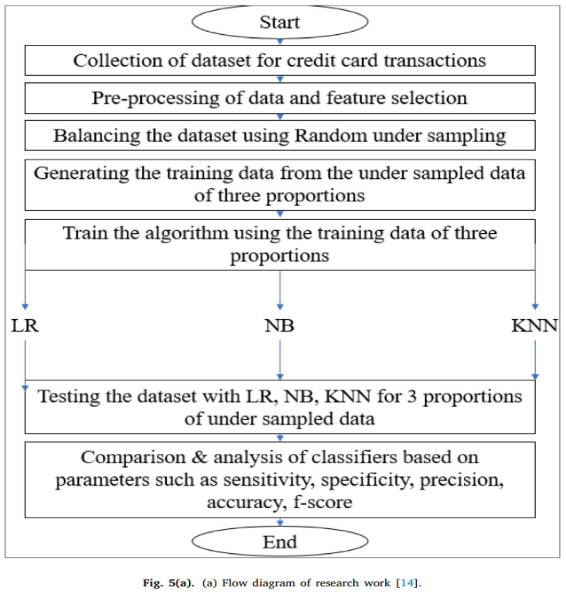 Start
Collection of dataset for credit card transactions
Pre-processing of data and feature selection
Balancing the dataset using Random under sampling
Generating the training data from the under sampled data
of three proportions
Train the algorithm using the training data of three
proportions
LR NB KNN
Testing the dataset with LR, NB, KNN for 3 proportions
of under sampled data
Comparison & analysis of classifiers based on
parameters such as sensitivity, specificity, precision,
accuracy, f-score
End
Fig. 5(a). (a) Flow diagram of research work [14].